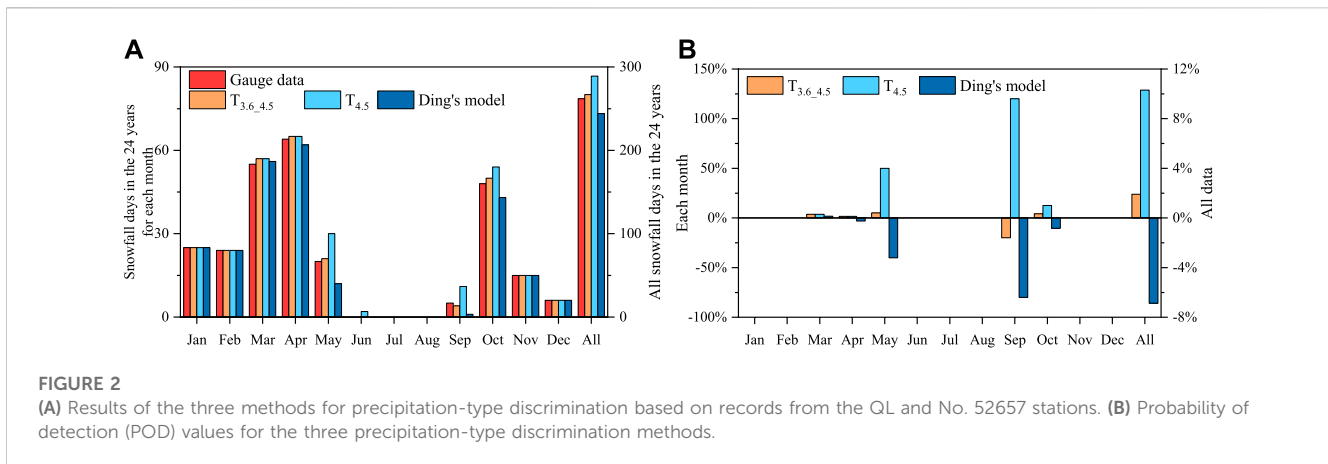 A
90
60
30
0
Snowfall days in the 24 years
for each month
Gauge data
T3.6_4.5 T4.5 Ding's model
300
200
100
0
All snowfall days in the 24 years
Jan Feb Mar Apr May Jun Jul Aug Sep Oct Nov Dec All
B
150%
100%
50%
0%
-50%
-100%
Each month
T3.6_4.5 T4.5 Ding's model
12%
8%
4%
0%
-4%
-8%
All data
Jan Feb Mar Apr May Jun Jul Aug Sep Oct Nov Dec All
FIGURE 2
(A) Results of the three methods for precipitation-type discrimination based on records from the QL and No. 52657 stations. (B) Probability of
detection (POD) values for the three precipitation-type discrimination methods.